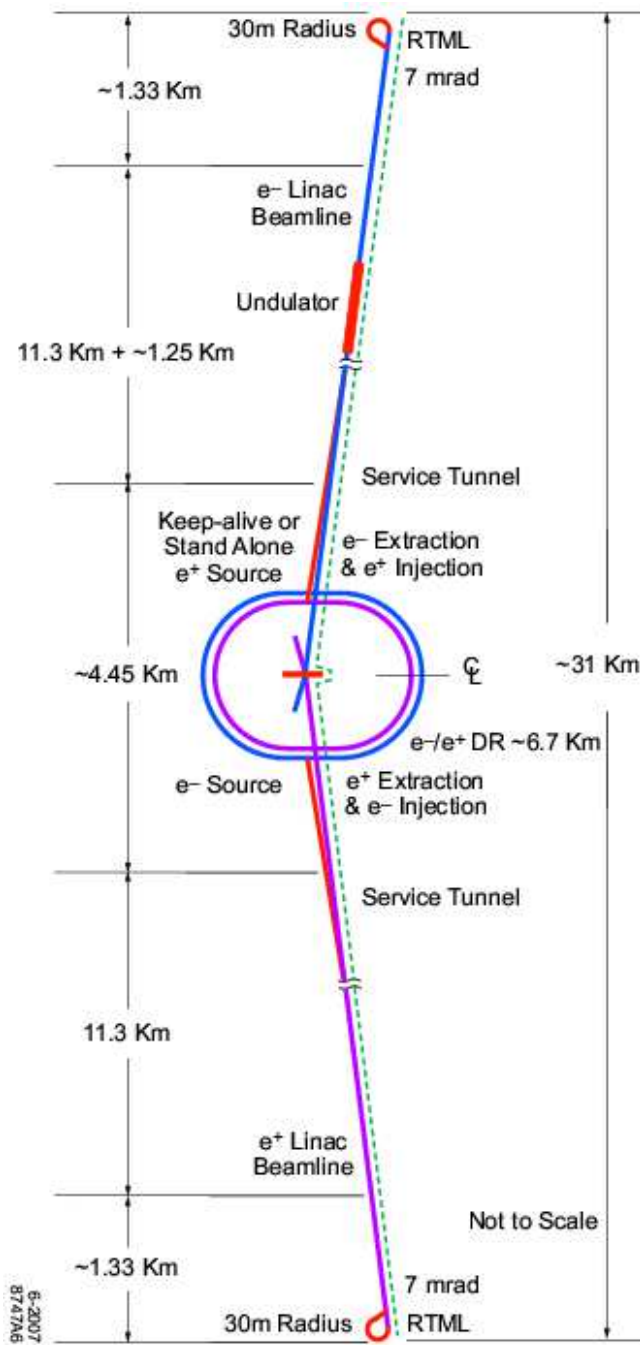 30m Radius
RTML
7 mrad
~1.33 Km
e– Linac
Beamline
Undulator
11.3 Km + ~1.25 Km
Service Tunnel
Keep-alive or
Stand Alone
e+ Source
e– Extraction
& e+ Injection
~4.45 Km
℄
~31 Km
e–/e+ DR ~6.7 Km
e– Source
e+ Extraction
& e– Injection
Service Tunnel
11.3 Km
e+ Linac
Beamline
Not to Scale
~1.33 Km
7 mrad
30m Radius
RTML
6-2007
8747A6